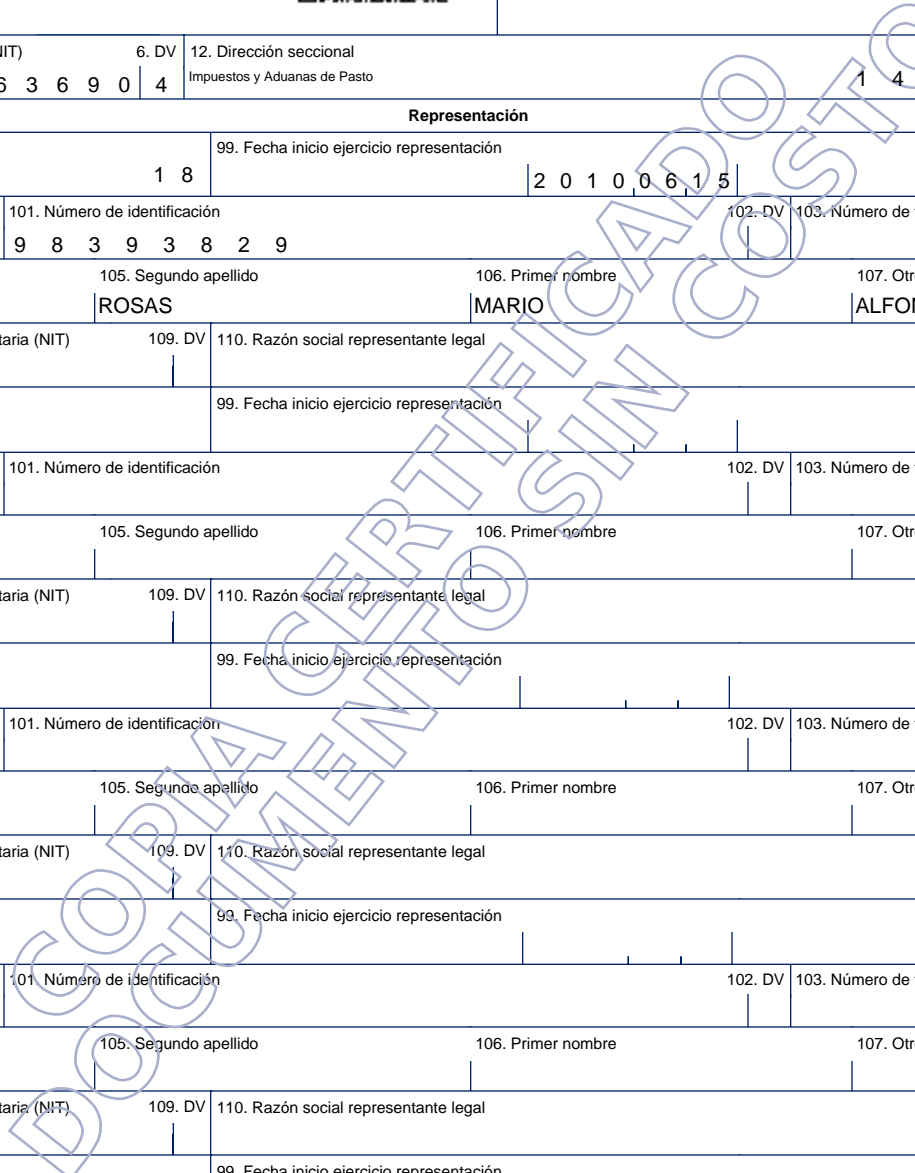 NIT) 6. DV 12. Dirección seccional
3 6 9 0 4 Impuestos y Aduanas de Pasto 1 4
Representación
99. Fecha inicio ejercicio representación
1 8 2 0 1 0 0 6 1 5
101. Número de identificación 102. DV 103. Número de
9 8 3 9 3 8 2 9
105. Segundo apellido 106. Primer nombre 107. Otr
ROSAS MARIO ALFON
taria (NIT) 109. DV 110. Razón social representante legal
99. Fecha inicio ejercicio representación
101. Número de identificación 102. DV 103. Número de
105. Segundo apellido 106. Primer nombre 107. Otr
taria (NIT) 109. DV 110. Razón social representante legal
99. Fecha inicio ejercicio representación
101. Número de identificación 102. DV 103. Número de
105. Segundo apellido 106. Primer nombre 107. Otr
taria (NIT) 109. DV 110. Razón social representante legal
99. Fecha inicio ejercicio representación
101. Número de identificación 102. DV 103. Número de
105. Segundo apellido 106. Primer nombre 107. Otr
taria (NIT) 109. DV 110. Razón social representante legal
99. Fecha inicio ejercicio representación
COPIA CERTIFICADO
DOCUMENTO SIN COSTO